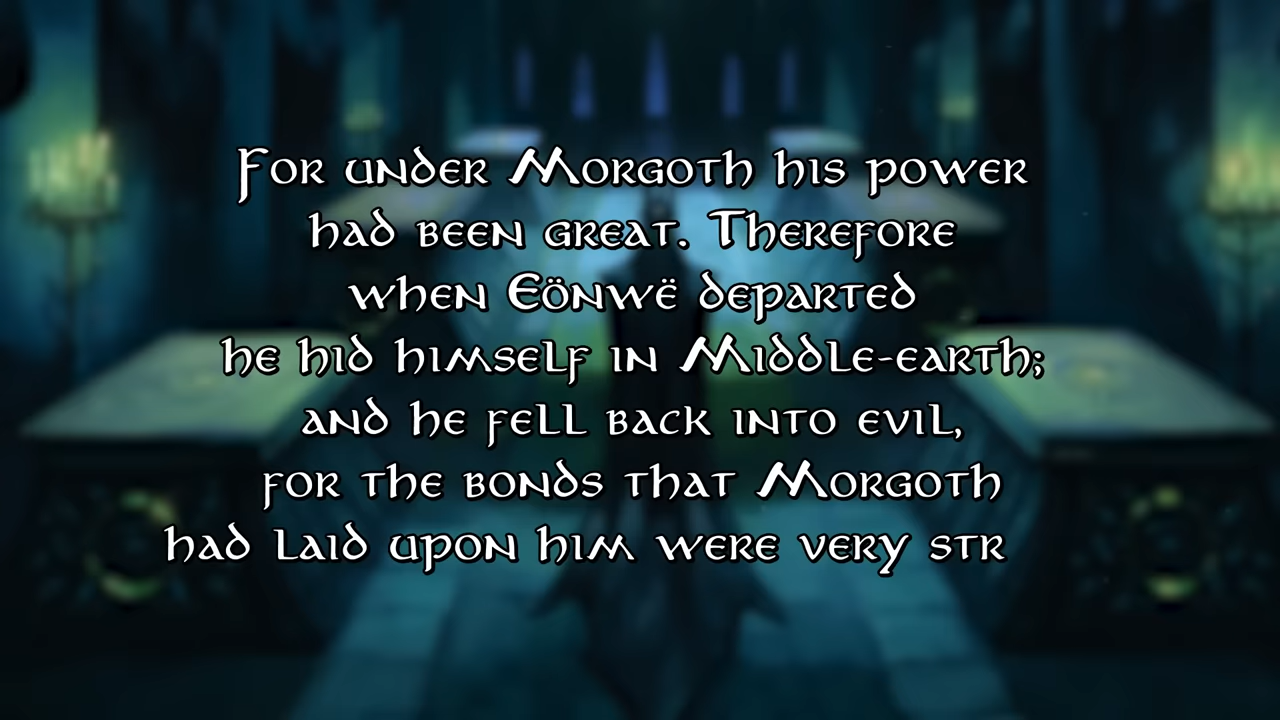 For under Morgoth his power
had been great. Therefore
when Eönwë departed
he hid himself in Middle-earth;
and he fell back into evil,
for the bonds that Morgoth
had laid upon him were very str